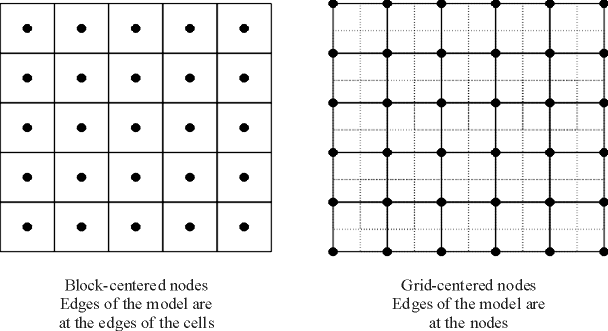 Block-centered nodes
Edges of the model are
at the edges of the cells
Grid-centered nodes
Edges of the model are
at the nodes